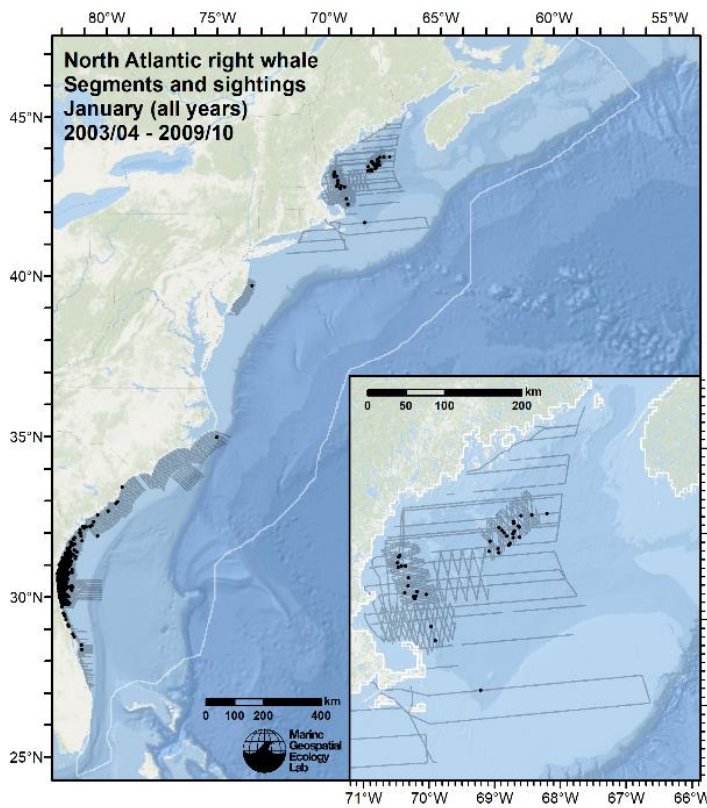 80°W 75°W 70°W 65°W 60°W 55°W
North Atlantic right whale
Segments and sightings
January (all years)
2003/04 - 2009/10
45°N
40°N
35°N
30°N
25°N
km
0 50 100 200
km
0 100 200 400
Marine
Geospatial
Ecology
Lab
71°W 70°W 69°W 68°W 67°W 66°W